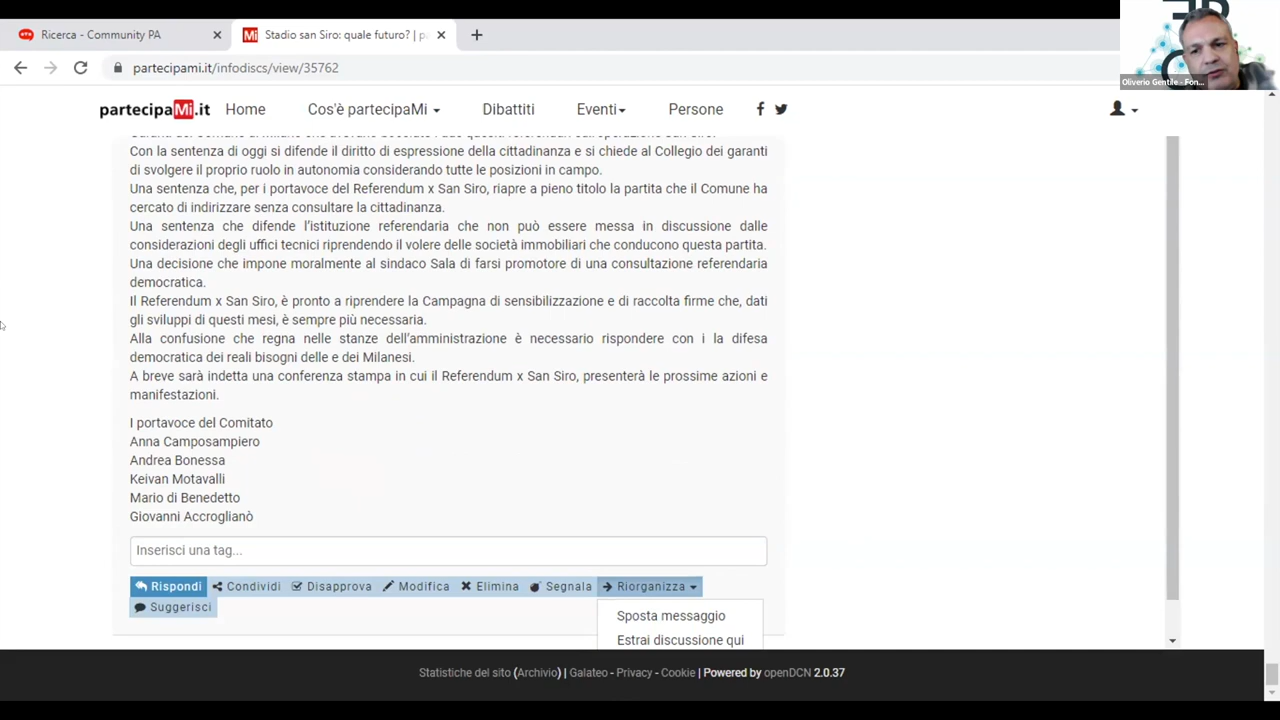 Ricerca - Community PA
Mi Stadio san Siro: quale futuro? | pa
partecipami.it/infodiscs/view/35762
Oliverio Gentile - Fon...
partecipaMi.it Home Cos'è partecipaMi Dibattiti Eventi Persone
Con la sentenza di oggi si difende il diritto di espressione della cittadinanza e si chiede al Collegio dei garanti
di svolgere il proprio ruolo in autonomia considerando tutte le posizioni in campo.
Una sentenza che, per i portavoce del Referendum x San Siro, riapre a pieno titolo la partita che il Comune ha
cercato di indirizzare senza consultare la cittadinanza.
Una sentenza che difende l'istituzione referendaria che non può essere messa in discussione dalle
considerazioni degli uffici tecnici riprendendo il volere delle società immobiliari che conducono questa partita.
Una decisione che impone moralmente al sindaco Sala di farsi promotore di una consultazione referendaria
democratica.
Il Referendum x San Siro, è pronto a riprendere la Campagna di sensibilizzazione e di raccolta firme che, dati
gli sviluppi di questi mesi, è sempre più necessaria.
Alla confusione che regna nelle stanze dell'amministrazione è necessario rispondere con i la difesa
democratica dei reali bisogni delle e dei Milanesi.
A breve sarà indetta una conferenza stampa in cui il Referendum x San Siro, presenterà le prossime azioni e
manifestazioni.
I portavoce del Comitato
Anna Camposampiero
Andrea Bonessa
Keivan Motavalli
Mario di Benedetto
Giovanni Accroglianò
Inserisci una tag...
Rispondi Condividi Disapprova Modifica Elimina Segnala Riorganizza
Suggerisci
Sposta messaggio
Estrai discussione qui
Statistiche del sito (Archivio) | Galateo - Privacy - Cookie | Powered by openDCN 2.0.37